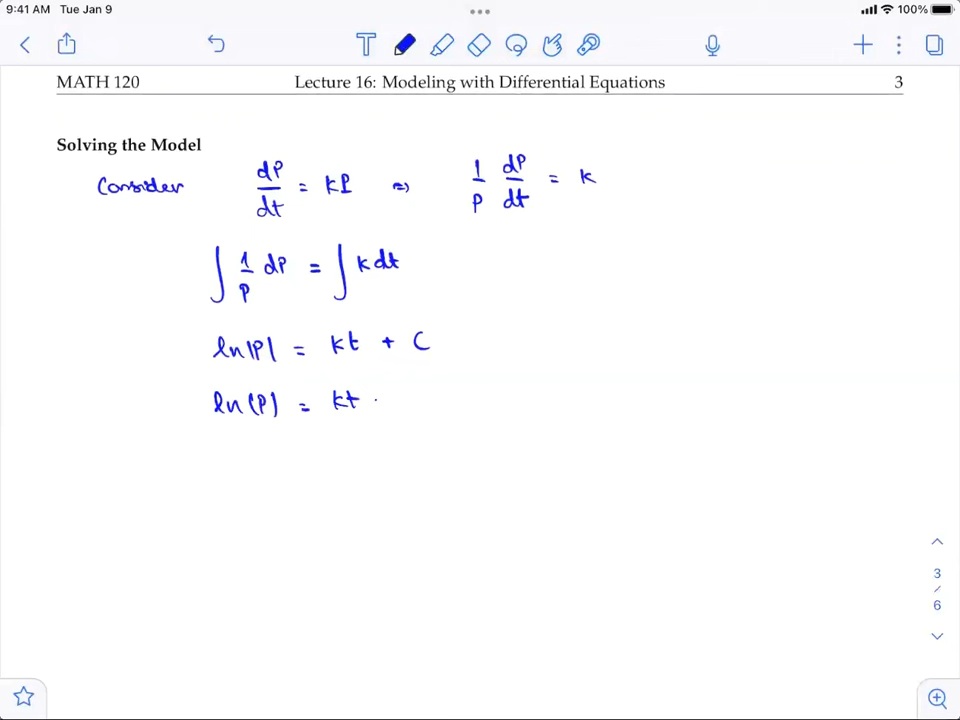 9:41 AM Tue Jan 9 100%
MATH 120 Lecture 16: Modeling with Differential Equations 3
Solving the Model
Consider dP/dt = kP ⇒ 1/P dP/dt = k
∫ 1/P dP = ∫ k dt
ln|P| = kt + C
ln(P) = kt ·
3
/
6